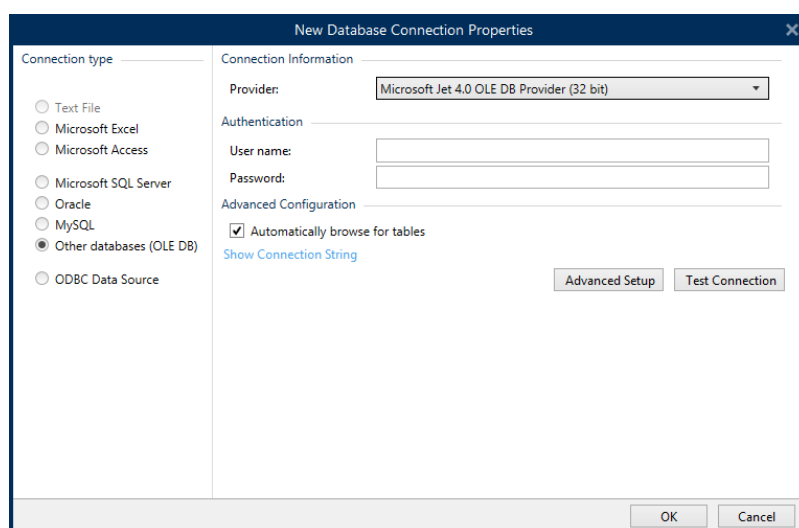 New Database Connection Properties
Connection type
Text File
Microsoft Excel
Microsoft Access
Microsoft SQL Server
Oracle
MySQL
Other databases (OLE DB)
ODBC Data Source
Connection Information
Provider: Microsoft Jet 4.0 OLE DB Provider (32 bit)
Authentication
User name:
Password:
Advanced Configuration
Automatically browse for tables
Show Connection String
Advanced Setup Test Connection
OK Cancel